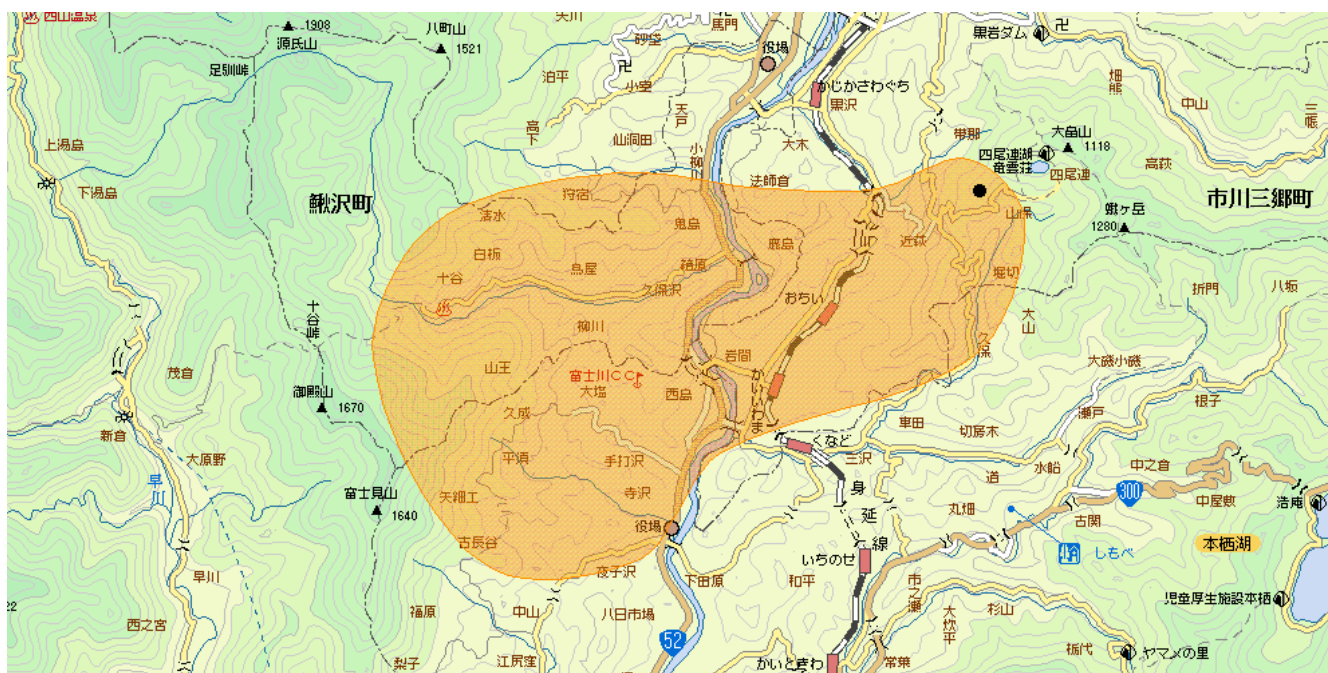 西山温泉
1908
源氏山
八町山
1521
矢川
馬門
砂垈
役場
黒岩ダム
足馴峠
泊平
小室
天戸
かじかさわぐち
黒沢
畑熊
中山
三帳
高下
仙洞田
大木
帯那
大畠山
1118
四尾連湖
竜雲荘
四尾連
高萩
上湯島
下湯島
小柳川
法師倉
狩宿
鰍沢町
清水
鬼島
鹿島
近萩
山保
蛾ヶ岳
1280
市川三郷町
十谷
鳥屋
箱原
久保沢
堀切
おちい
折門
八坂
十谷峠
柳川
大山
久保
茂倉
山王
富士川CC
大塩
岩間
かいいわま
西島
大磯小磯
御殿山
1670
久成
新倉
平須
手打沢
車田
切房木
瀬戸
根子
くなど
三沢
大原野
早川
富士見山
1640
矢細工
寺沢
身延線
道
水船
中之倉
中屋敷
300
丸畑
古関
浩庵
役場
古長谷
夜子沢
下田原
いちのせ
しもべ
本栖湖
早川
和平
市之瀬
22
福原
中山
八日市場
杉山
大炊平
児童厚生施設本栖
西之宮
52
梨子
江尻窪
かいときわ
常葉
栃代
ヤマメの里